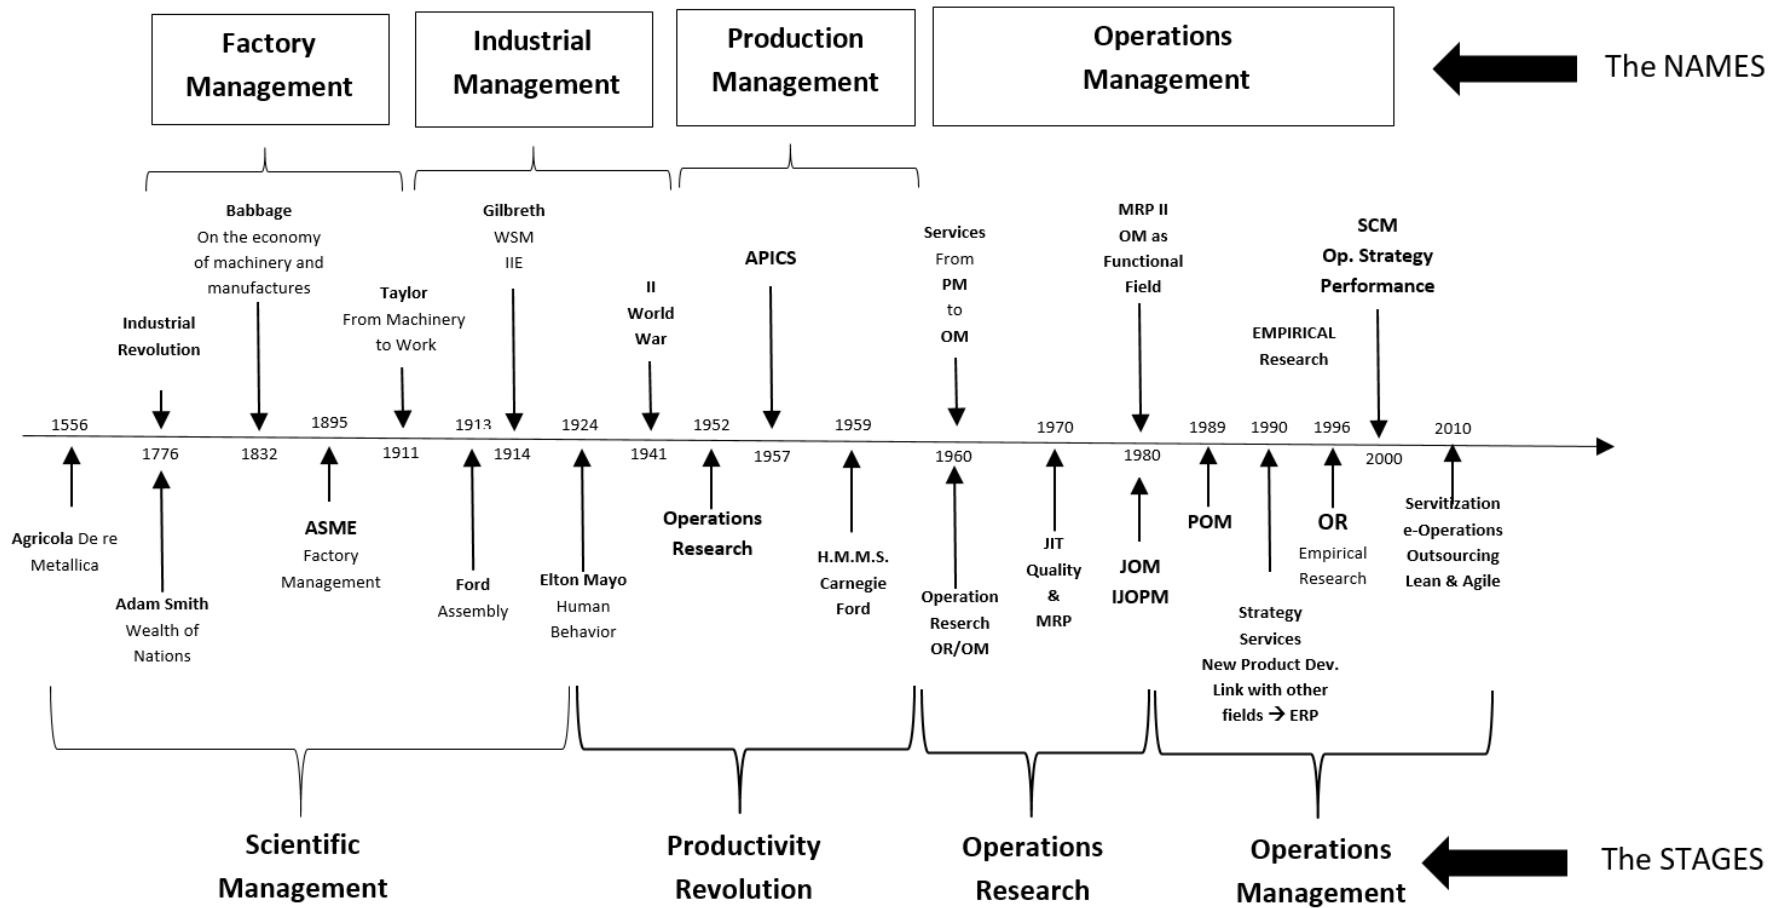 Factory
Management
Industrial
Management
Production
Management
Operations
Management
The NAMES
Babbage
On the economy
of machinery and
manufactures
Gilbreth
WSM
IIE
APICS
Services
From
PM
to
OM
MRP II
OM as
Functional
Field
SCM
Op. Strategy
Performance
Industrial
Revolution
Taylor
From Machinery
to Work
II
World
War
EMPIRICAL
Research
1556
1895
1913
1924
1952
1959
1970
1989
1990
1996
2010
1776
1832
1911
1914
1941
1957
1960
1980
2000
Agricola De re
Metallica
Adam Smith
Wealth of
Nations
ASME
Factory
Management
Ford
Assembly
Elton Mayo
Human
Behavior
Operations
Research
H.M.M.S.
Carnegie
Ford
Operation
Reserch
OR/OM
JIT
Quality
&
MRP
JOM
IJOPM
POM
Strategy
Services
New Product Dev.
Link with other
fields → ERP
OR
Empirical
Research
Servitization
e-Operations
Outsourcing
Lean & Agile
Scientific
Management
Productivity
Revolution
Operations
Research
Operations
Management
The STAGES